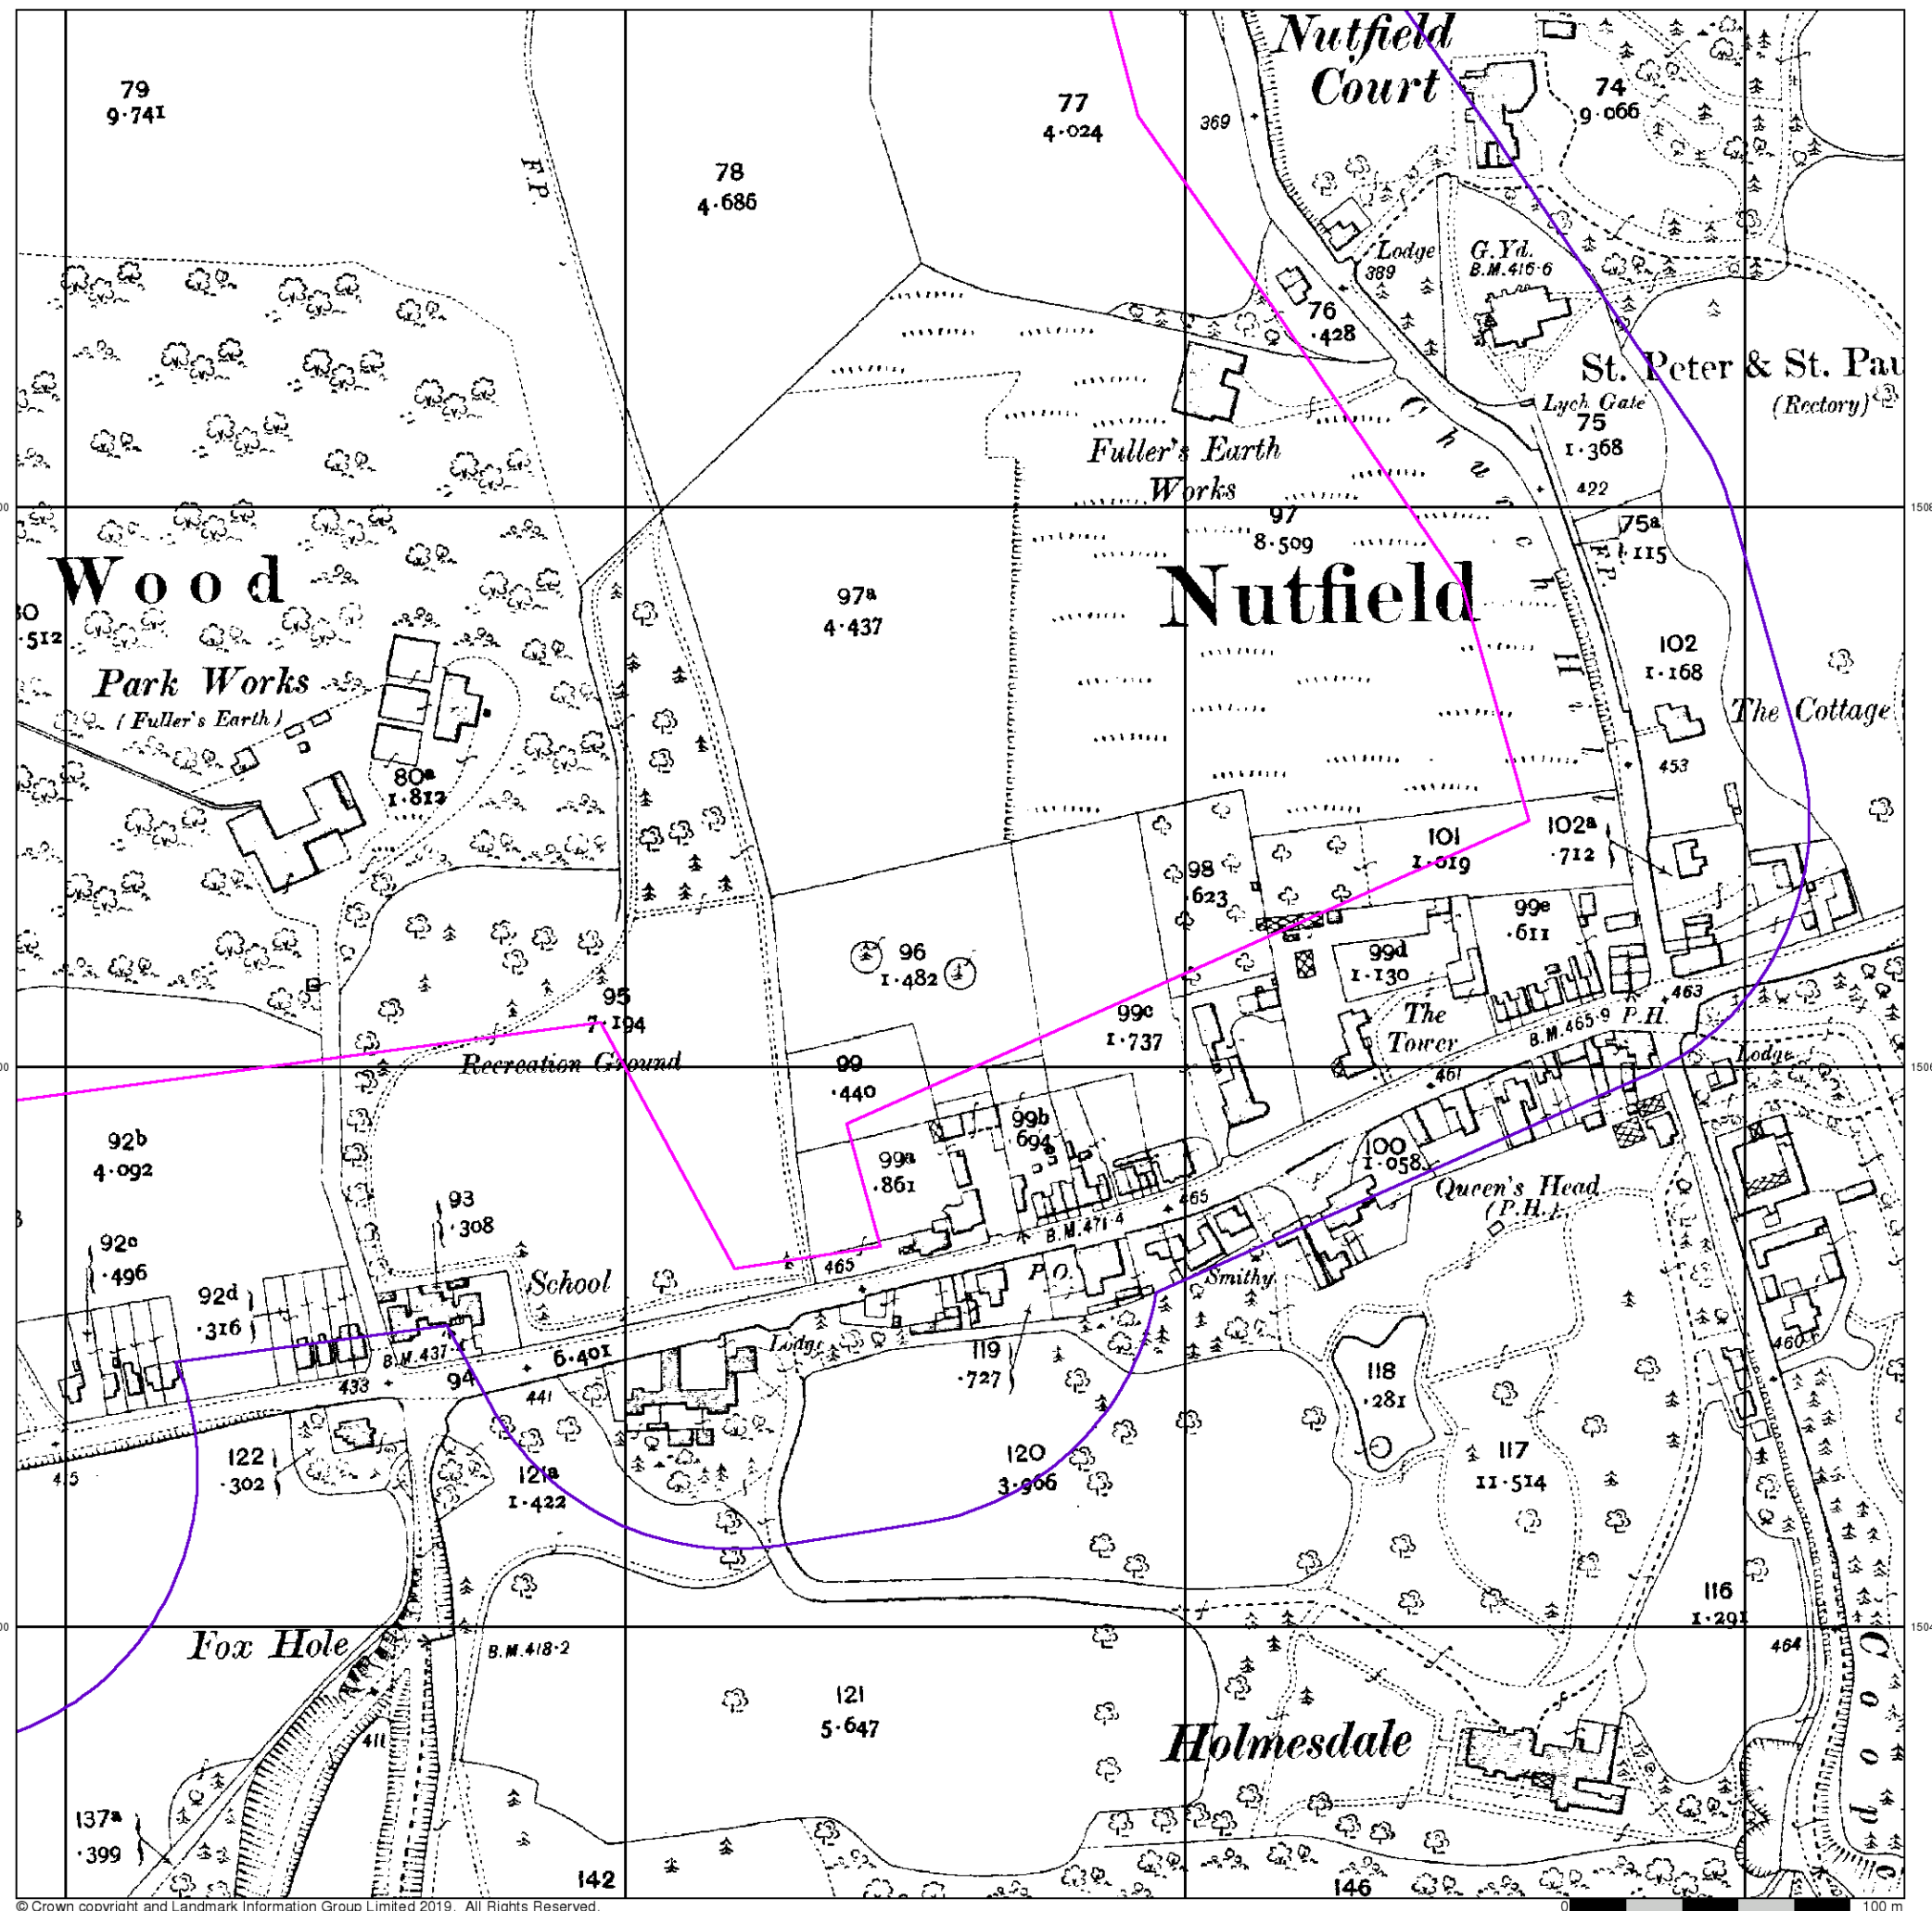 Nutfield
Court
79
9·741
77
4·024
74
9·066
369
F.P.
78
4·686
Lodge
389
G.Yd.
B.M.416·6
76
·428
St. Peter & St. Pau
(Rectory)
Lych Gate
75
1·368
Fuller's Earth
Works
Church Hill
422
1508
97
8·509
75a
·115
F.P.
Wood
Nutfield
·512
97a
4·437
102
1·168
Park Works
(Fuller's Earth)
The Cottage
453
80a
1·812
101
1·019
102a
·712
98
·623
99e
·611
96
1·482
99d
1·130
463
95
7·194
99c
1·737
The
Tower
P.H.
B.M.465·9
Recreation Ground
Lodge
1506
99
·440
461
92b
4·092
99b
·694
100
1·058
99a
·861
Queen's Head
(P.H.)
93
·308
465
B.M.471·4
92c
·496
School
465
P.O.
Smithy
92d
·316
B.M.437·
6·401
Lodge
119
·727
460
433
94
441
118
·281
415
122
·302
121a
1·422
120
3·966
117
11·514
116
1·291
Fox Hole
B.M.418·2
464
1504
121
5·647
411
Holmesdale
Coope
137a
·399
142
146
© Crown copyright and Landmark Information Group Limited 2019. All Rights Reserved.
0
100 m